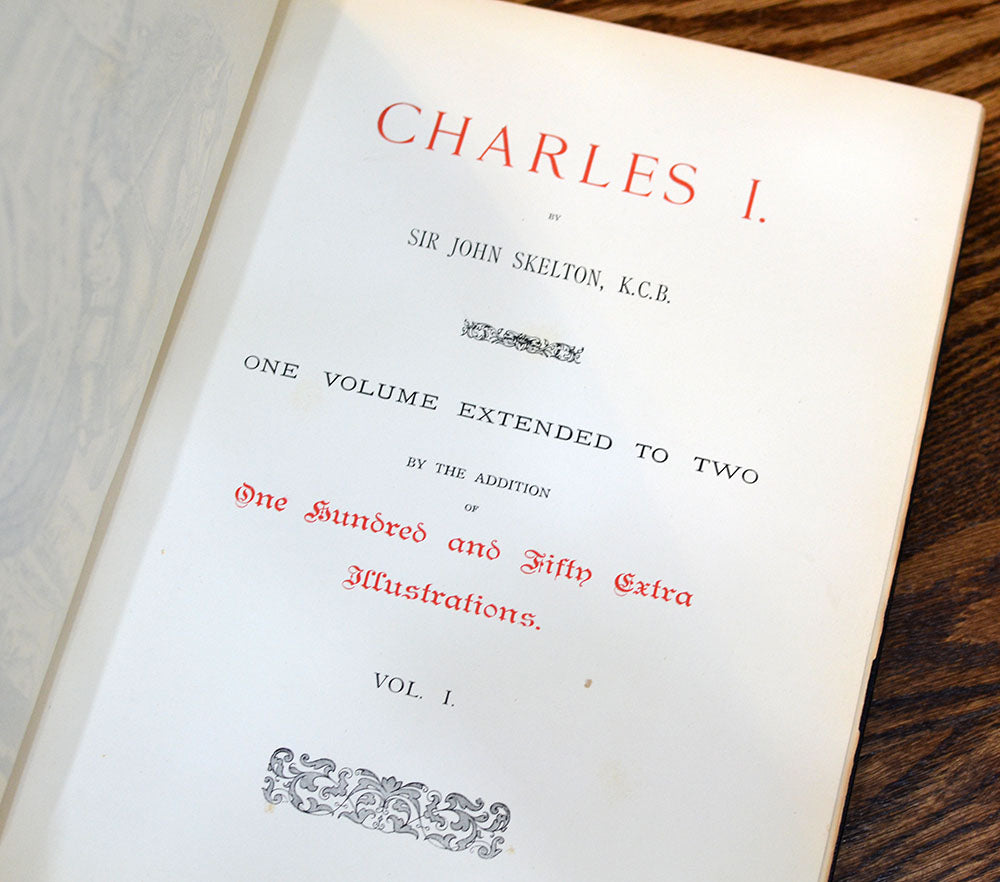 CHARLES I.
BY
SIR JOHN SKELTON, K.C.B.
ONE VOLUME EXTENDED TO TWO
BY THE ADDITION
OF
One Hundred and Fifty Extra
Illustrations.
VOL. I.